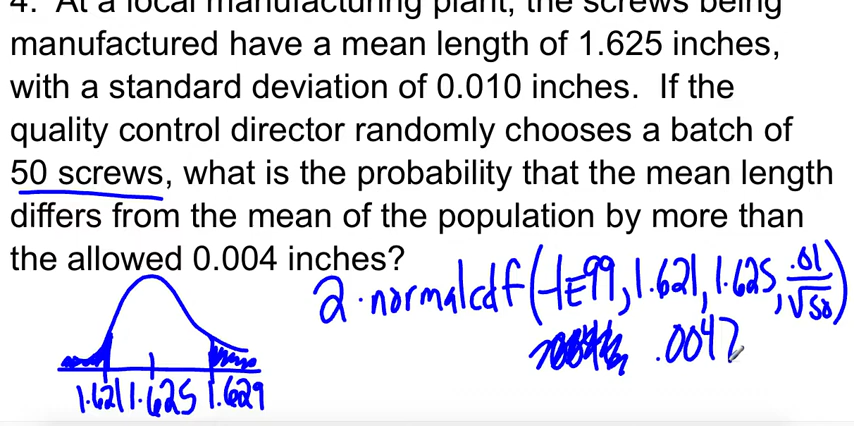 4. At a local manufacturing plant, the screws being
manufactured have a mean length of 1.625 inches,
with a standard deviation of 0.010 inches. If the
quality control director randomly chooses a batch of
50 screws, what is the probability that the mean length
differs from the mean of the population by more than
the allowed 0.004 inches?
2·normalcdf(-1E99,1.621,1.625,.01/√50)
.0047
1.621 1.625 1.629